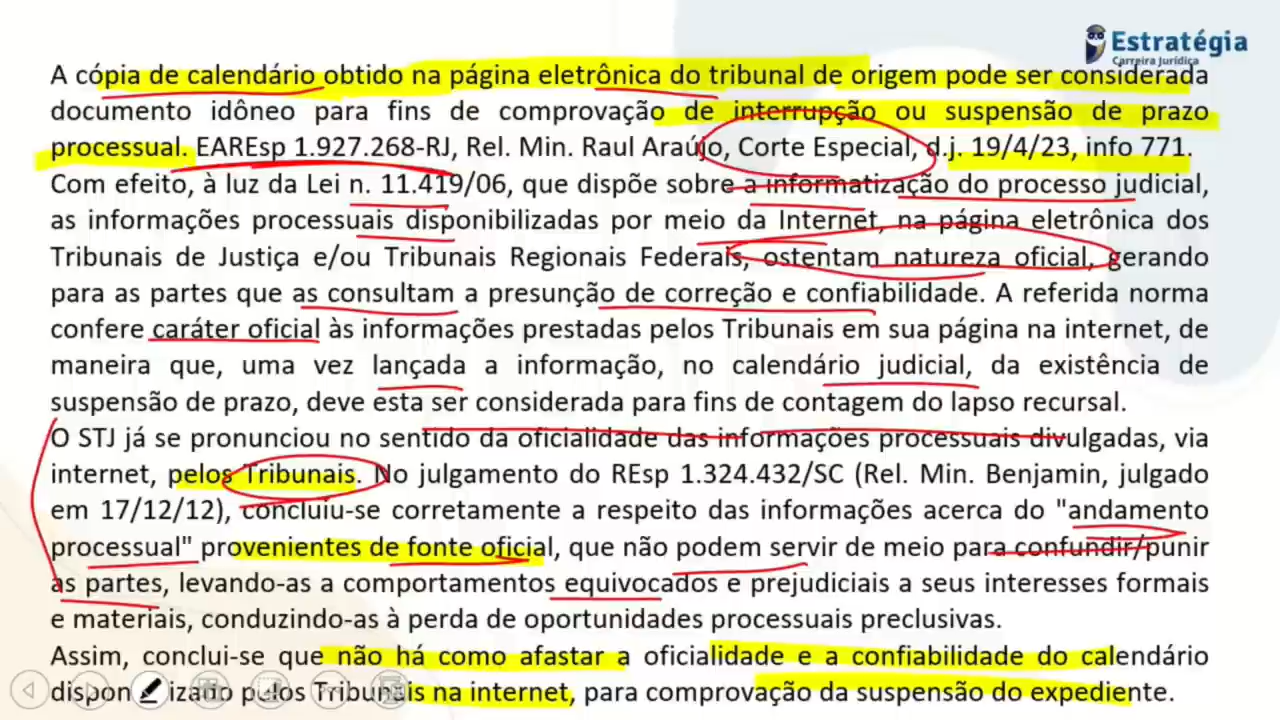 Estratégia
Carreira Jurídica
A cópia de calendário obtido na página eletrônica do tribunal de origem pode ser considerada
documento idôneo para fins de comprovação de interrupção ou suspensão de prazo
processual. EAREsp 1.927.268-RJ, Rel. Min. Raul Araújo, Corte Especial, d.j. 19/4/23, info 771.
Com efeito, à luz da Lei n. 11.419/06, que dispõe sobre a informatização do processo judicial,
as informações processuais disponibilizadas por meio da Internet, na página eletrônica dos
Tribunais de Justiça e/ou Tribunais Regionais Federais, ostentam natureza oficial, gerando
para as partes que as consultam a presunção de correção e confiabilidade. A referida norma
confere caráter oficial às informações prestadas pelos Tribunais em sua página na internet, de
maneira que, uma vez lançada a informação, no calendário judicial, da existência de
suspensão de prazo, deve esta ser considerada para fins de contagem do lapso recursal.
O STJ já se pronunciou no sentido da oficialidade das informações processuais divulgadas, via
internet, pelos Tribunais. No julgamento do REsp 1.324.432/SC (Rel. Min. Benjamin, julgado
em 17/12/12), concluiu-se corretamente a respeito das informações acerca do "andamento
processual" provenientes de fonte oficial, que não podem servir de meio para confundir/punir
as partes, levando-as a comportamentos equivocados e prejudiciais a seus interesses formais
e materiais, conduzindo-as à perda de oportunidades processuais preclusivas.
Assim, conclui-se que não há como afastar a oficialidade e a confiabilidade do calendário
disponibilizado pelos Tribunais na internet, para comprovação da suspensão do expediente.